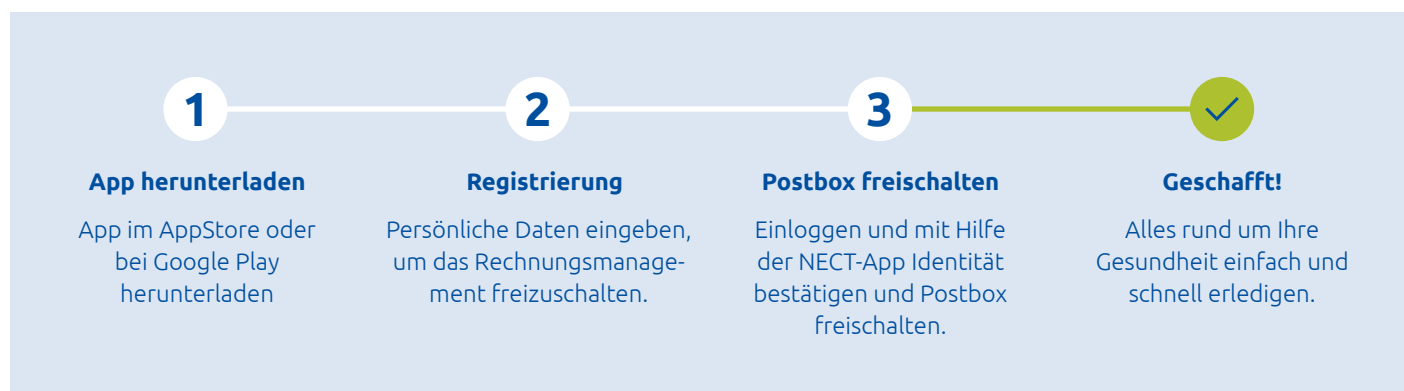 1
2
3
App herunterladen
App im AppStore oder
bei Google Play
herunterladen
Registrierung
Persönliche Daten eingeben,
um das Rechnungsmanage-
ment freizuschalten.
Postbox freischalten
Einloggen und mit Hilfe
der NECT-App Identität
bestätigen und Postbox
freischalten.
Geschafft!
Alles rund um Ihre
Gesundheit einfach und
schnell erledigen.